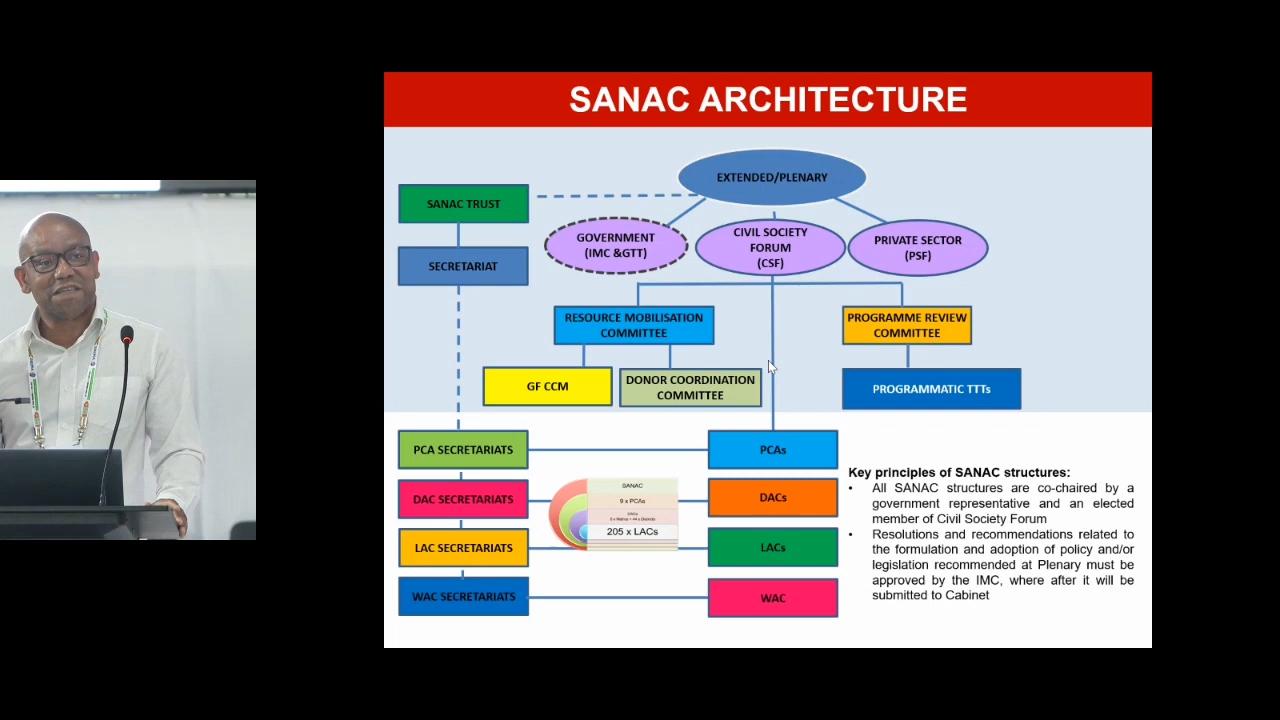 SANAC ARCHITECTURE
EXTENDED/PLENARY
SANAC TRUST
SECRETARIAT
GOVERNMENT
(IMC &GTT)
CIVIL SOCIETY
FORUM
(CSF)
PRIVATE SECTOR
(PSF)
RESOURCE MOBILISATION
COMMITTEE
PROGRAMME REVIEW
COMMITTEE
GF CCM
DONOR COORDINATION
COMMITTEE
PROGRAMMATIC TTTs
PCA SECRETARIATS
PCAs
DAC SECRETARIATS
DACs
LAC SECRETARIATS
LACs
WAC SECRETARIATS
WAC
SANAC
9 x PCAs
205 x LACs
Key principles of SANAC structures:
• All SANAC structures are co-chaired by a
government representative and an elected
member of Civil Society Forum
• Resolutions and recommendations related to
the formulation and adoption of policy and/or
legislation recommended at Plenary must be
approved by the IMC, where after it will be
submitted to Cabinet